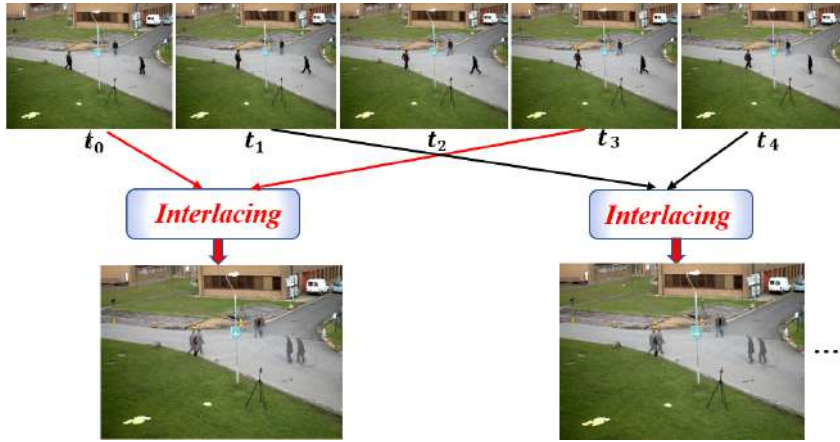 t₀ t₁ t₂ t₃ t₄
Interlacing Interlacing
...